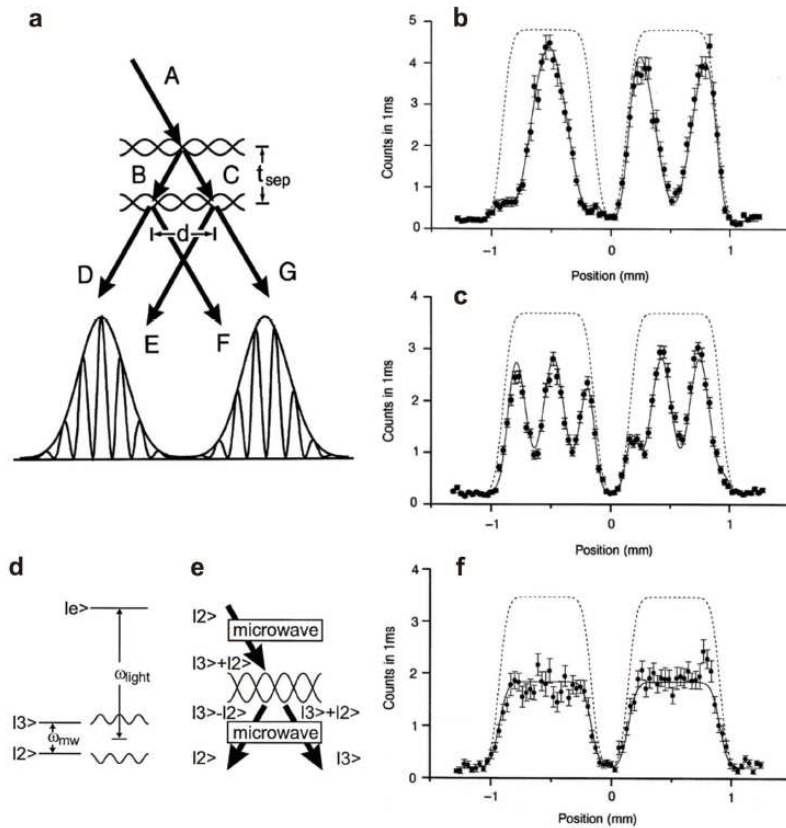 a
A
B
C
t_sep
d
D
E
F
G
b
Counts in 1ms
5
4
3
2
1
0
−1
0
1
Position (mm)
c
Counts in 1ms
4
3
2
1
0
−1
0
1
Position (mm)
d
|e>
ω_light
|3>
ω_mw
|2>
e
|2>
microwave
|3>+|2>
|3>-|2>
|3>+|2>
microwave
|2>
|3>
f
Counts in 1ms
4
3
2
1
0
−1
0
1
Position (mm)